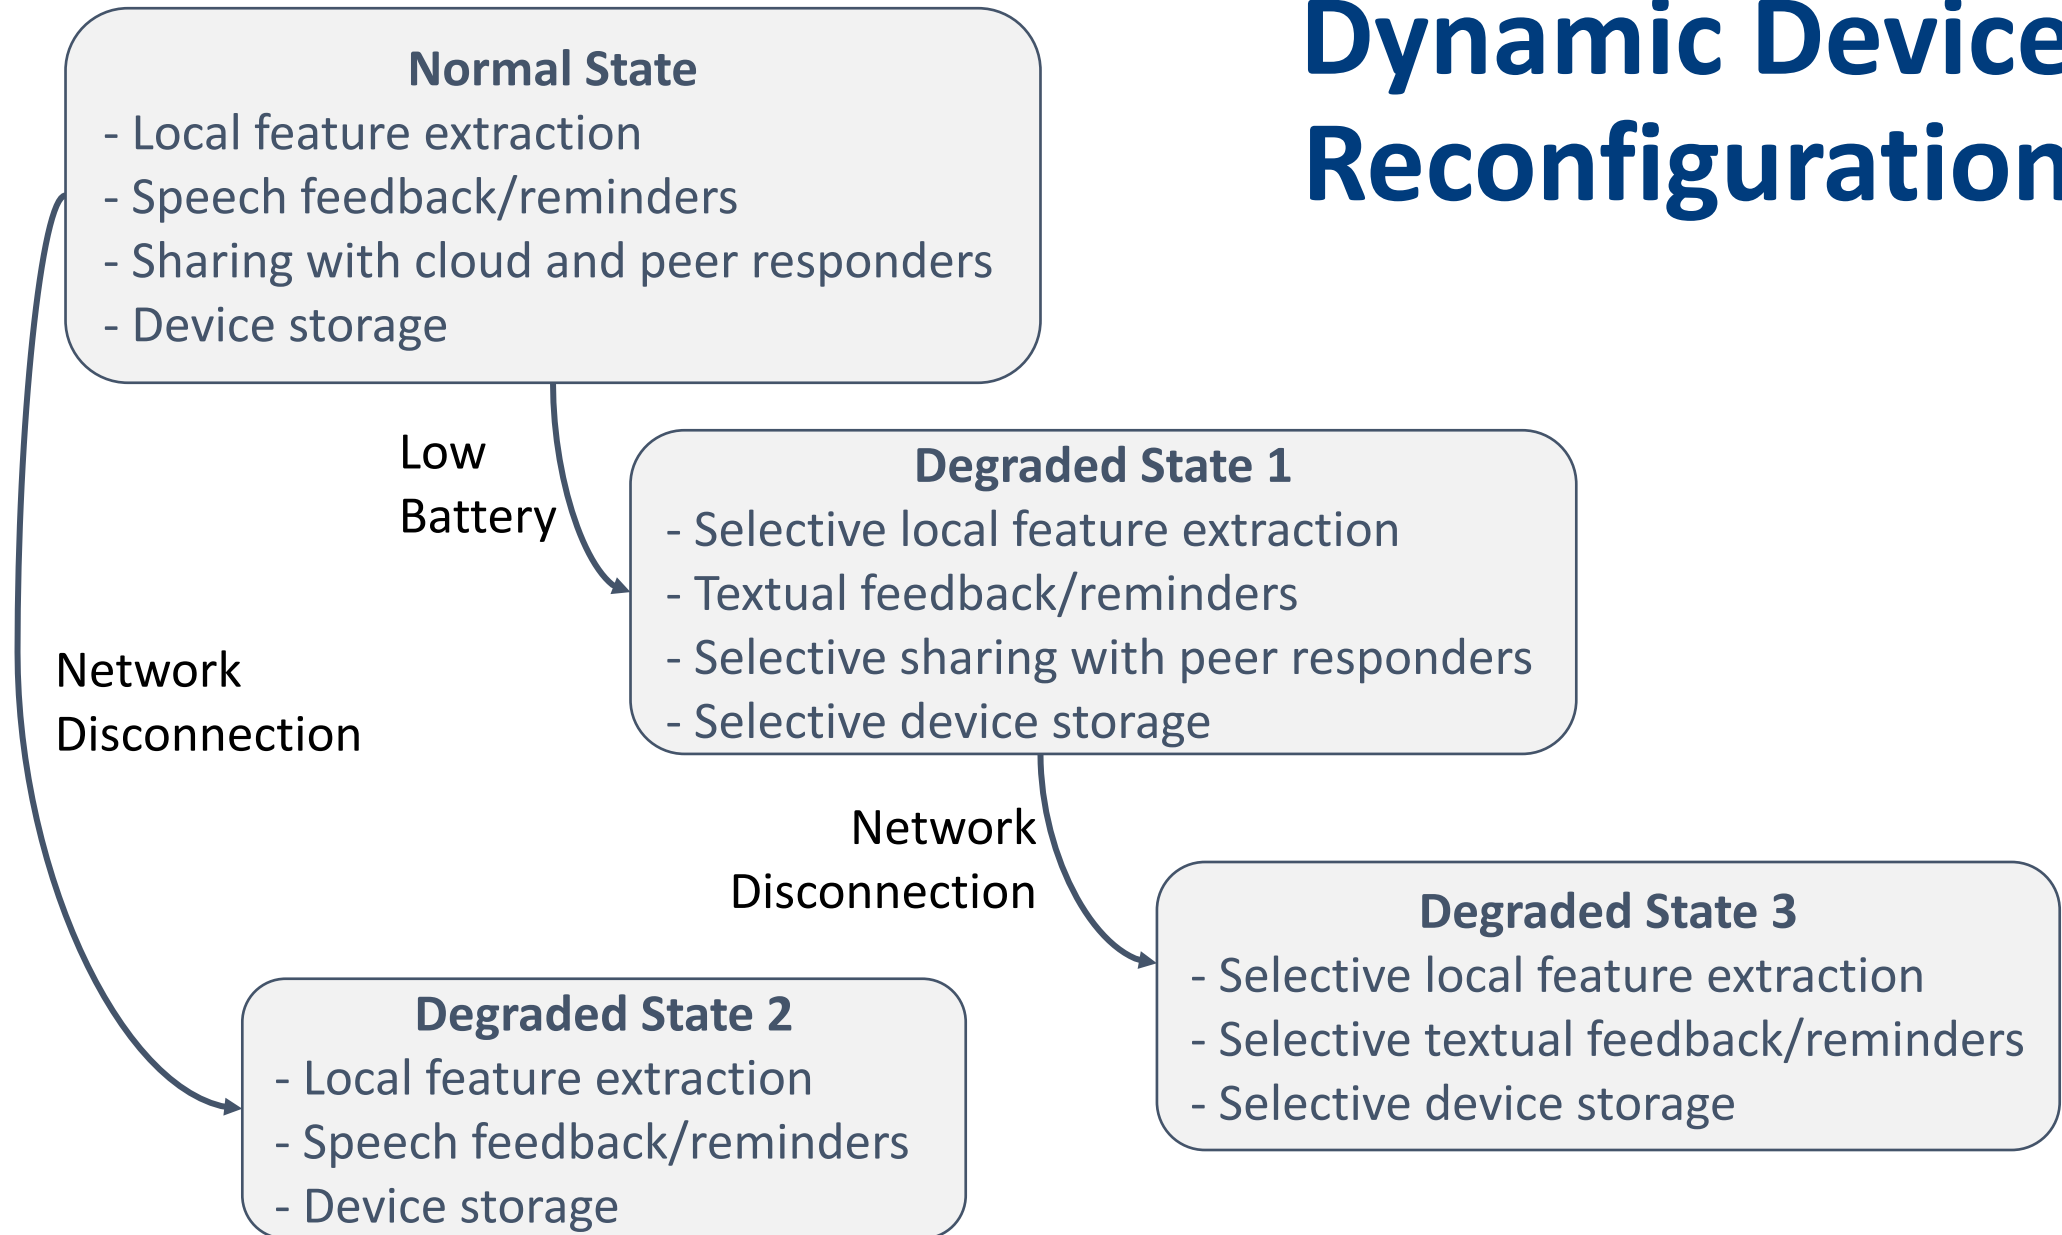 Dynamic Device
Reconfiguration
Normal State
- Local feature extraction
- Speech feedback/reminders
- Sharing with cloud and peer responders
- Device storage
Low
Battery
Degraded State 1
- Selective local feature extraction
- Textual feedback/reminders
- Selective sharing with peer responders
- Selective device storage
Network
Disconnection
Network
Disconnection
Degraded State 3
- Selective local feature extraction
- Selective textual feedback/reminders
- Selective device storage
Degraded State 2
- Local feature extraction
- Speech feedback/reminders
- Device storage